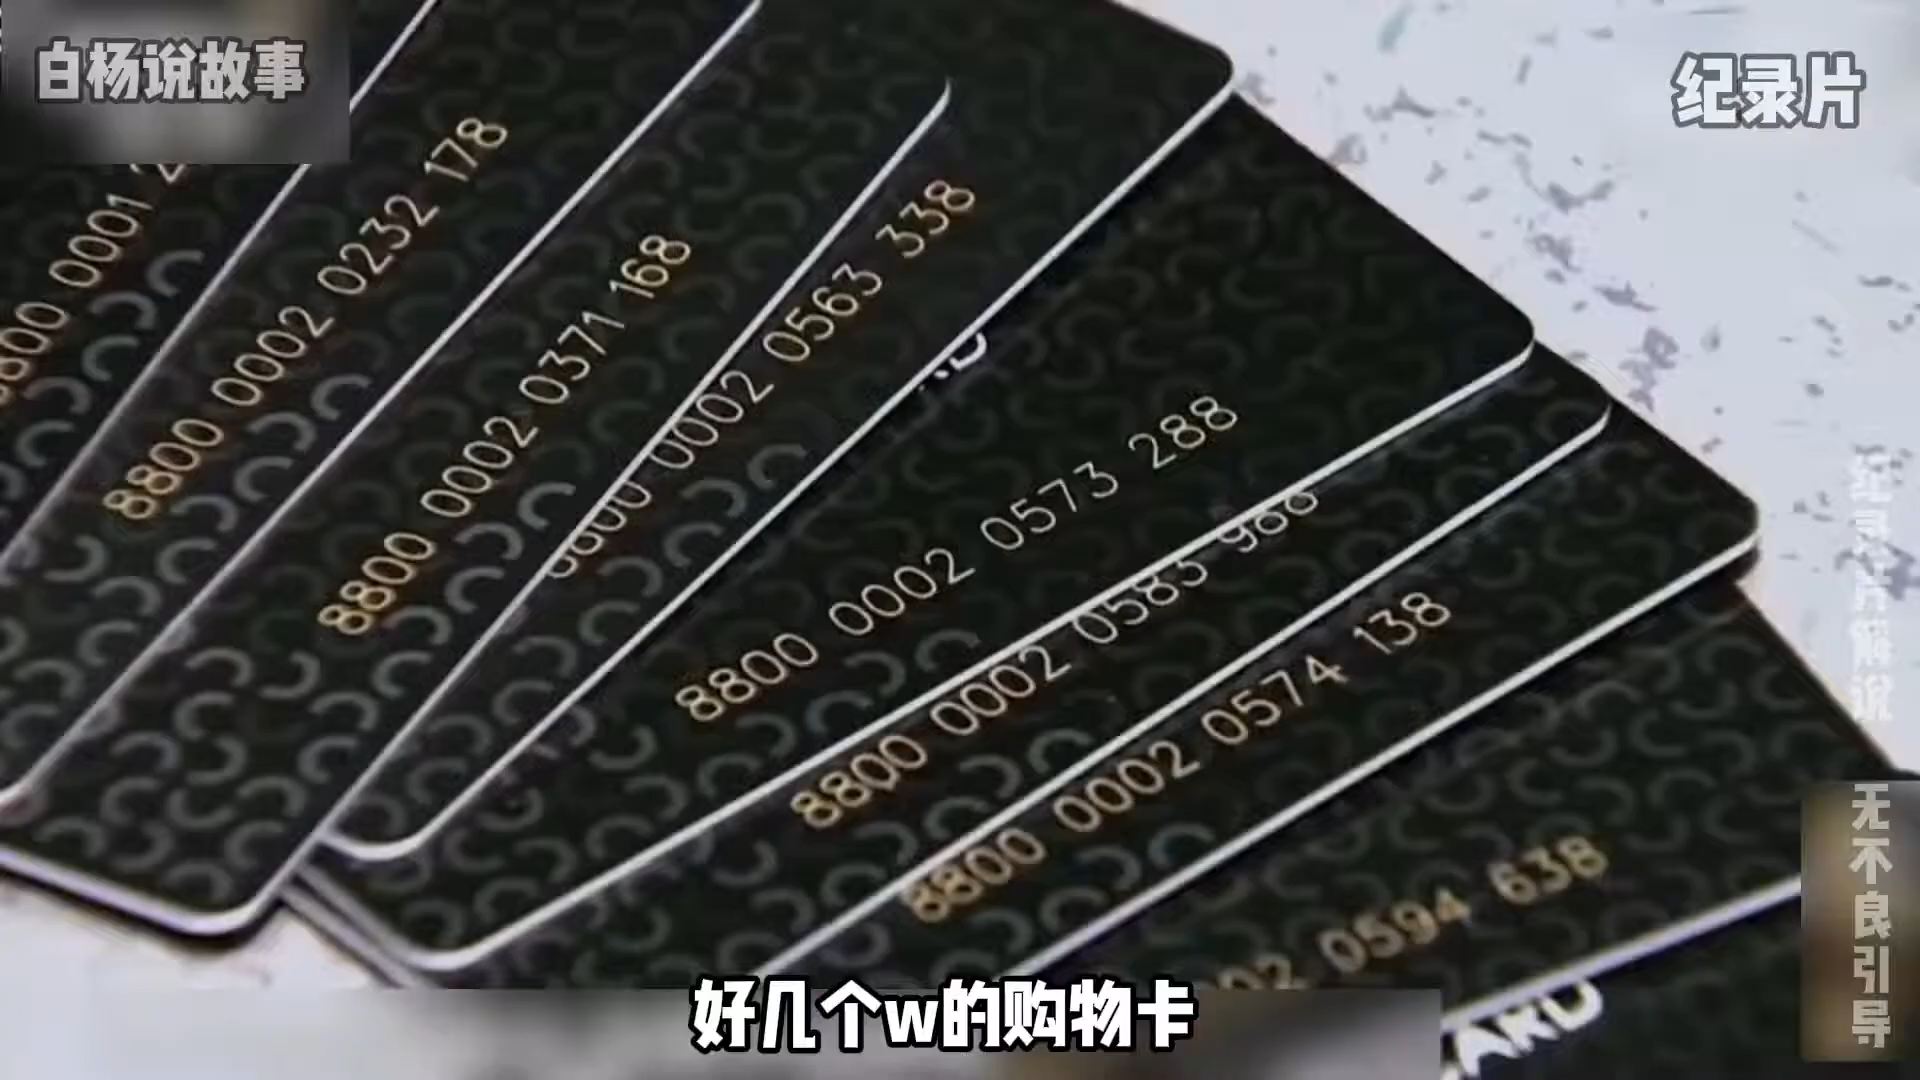 白杨说故事
纪录片
8800 0001
8800 0002 0232 178
8800 0002 0371 168
8800 0002 0563 338
8800 0002 0573 288
8800 0002 0583 988
8800 0002 0574 138
0594 638
纪录片解说
无不良引导
好几个w的购物卡